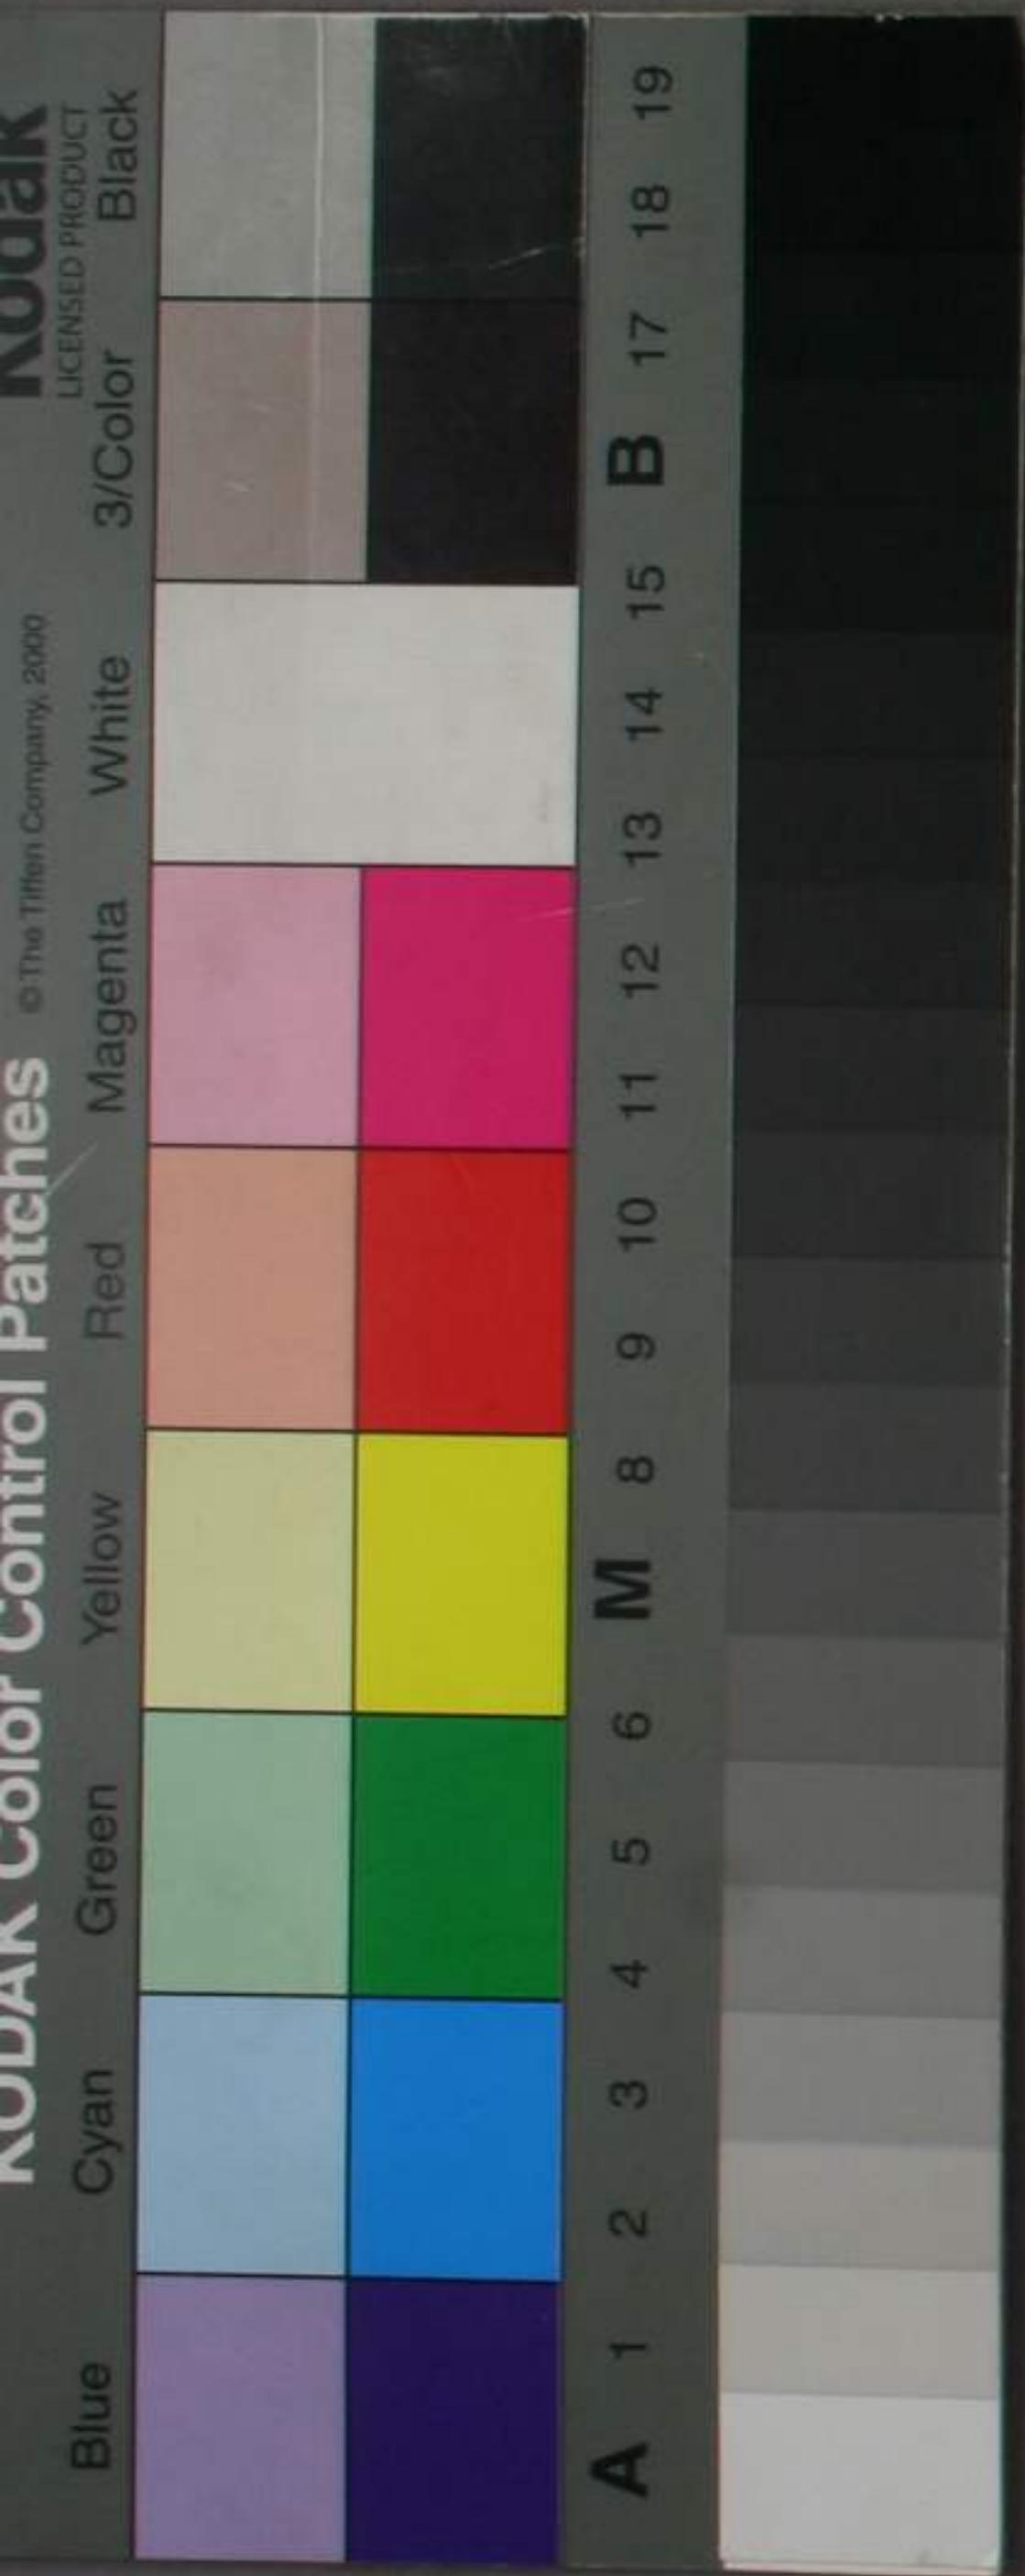 KODAK Color Control Patches © The Tiffen Company, 2000 Kodak
LICENSED PRODUCT
Blue Cyan Green Yellow Red Magenta White 3/Color Black
A 1 2 3 4 5 6 M 8 9 10 11 12 13 14 15 B 17 18 19